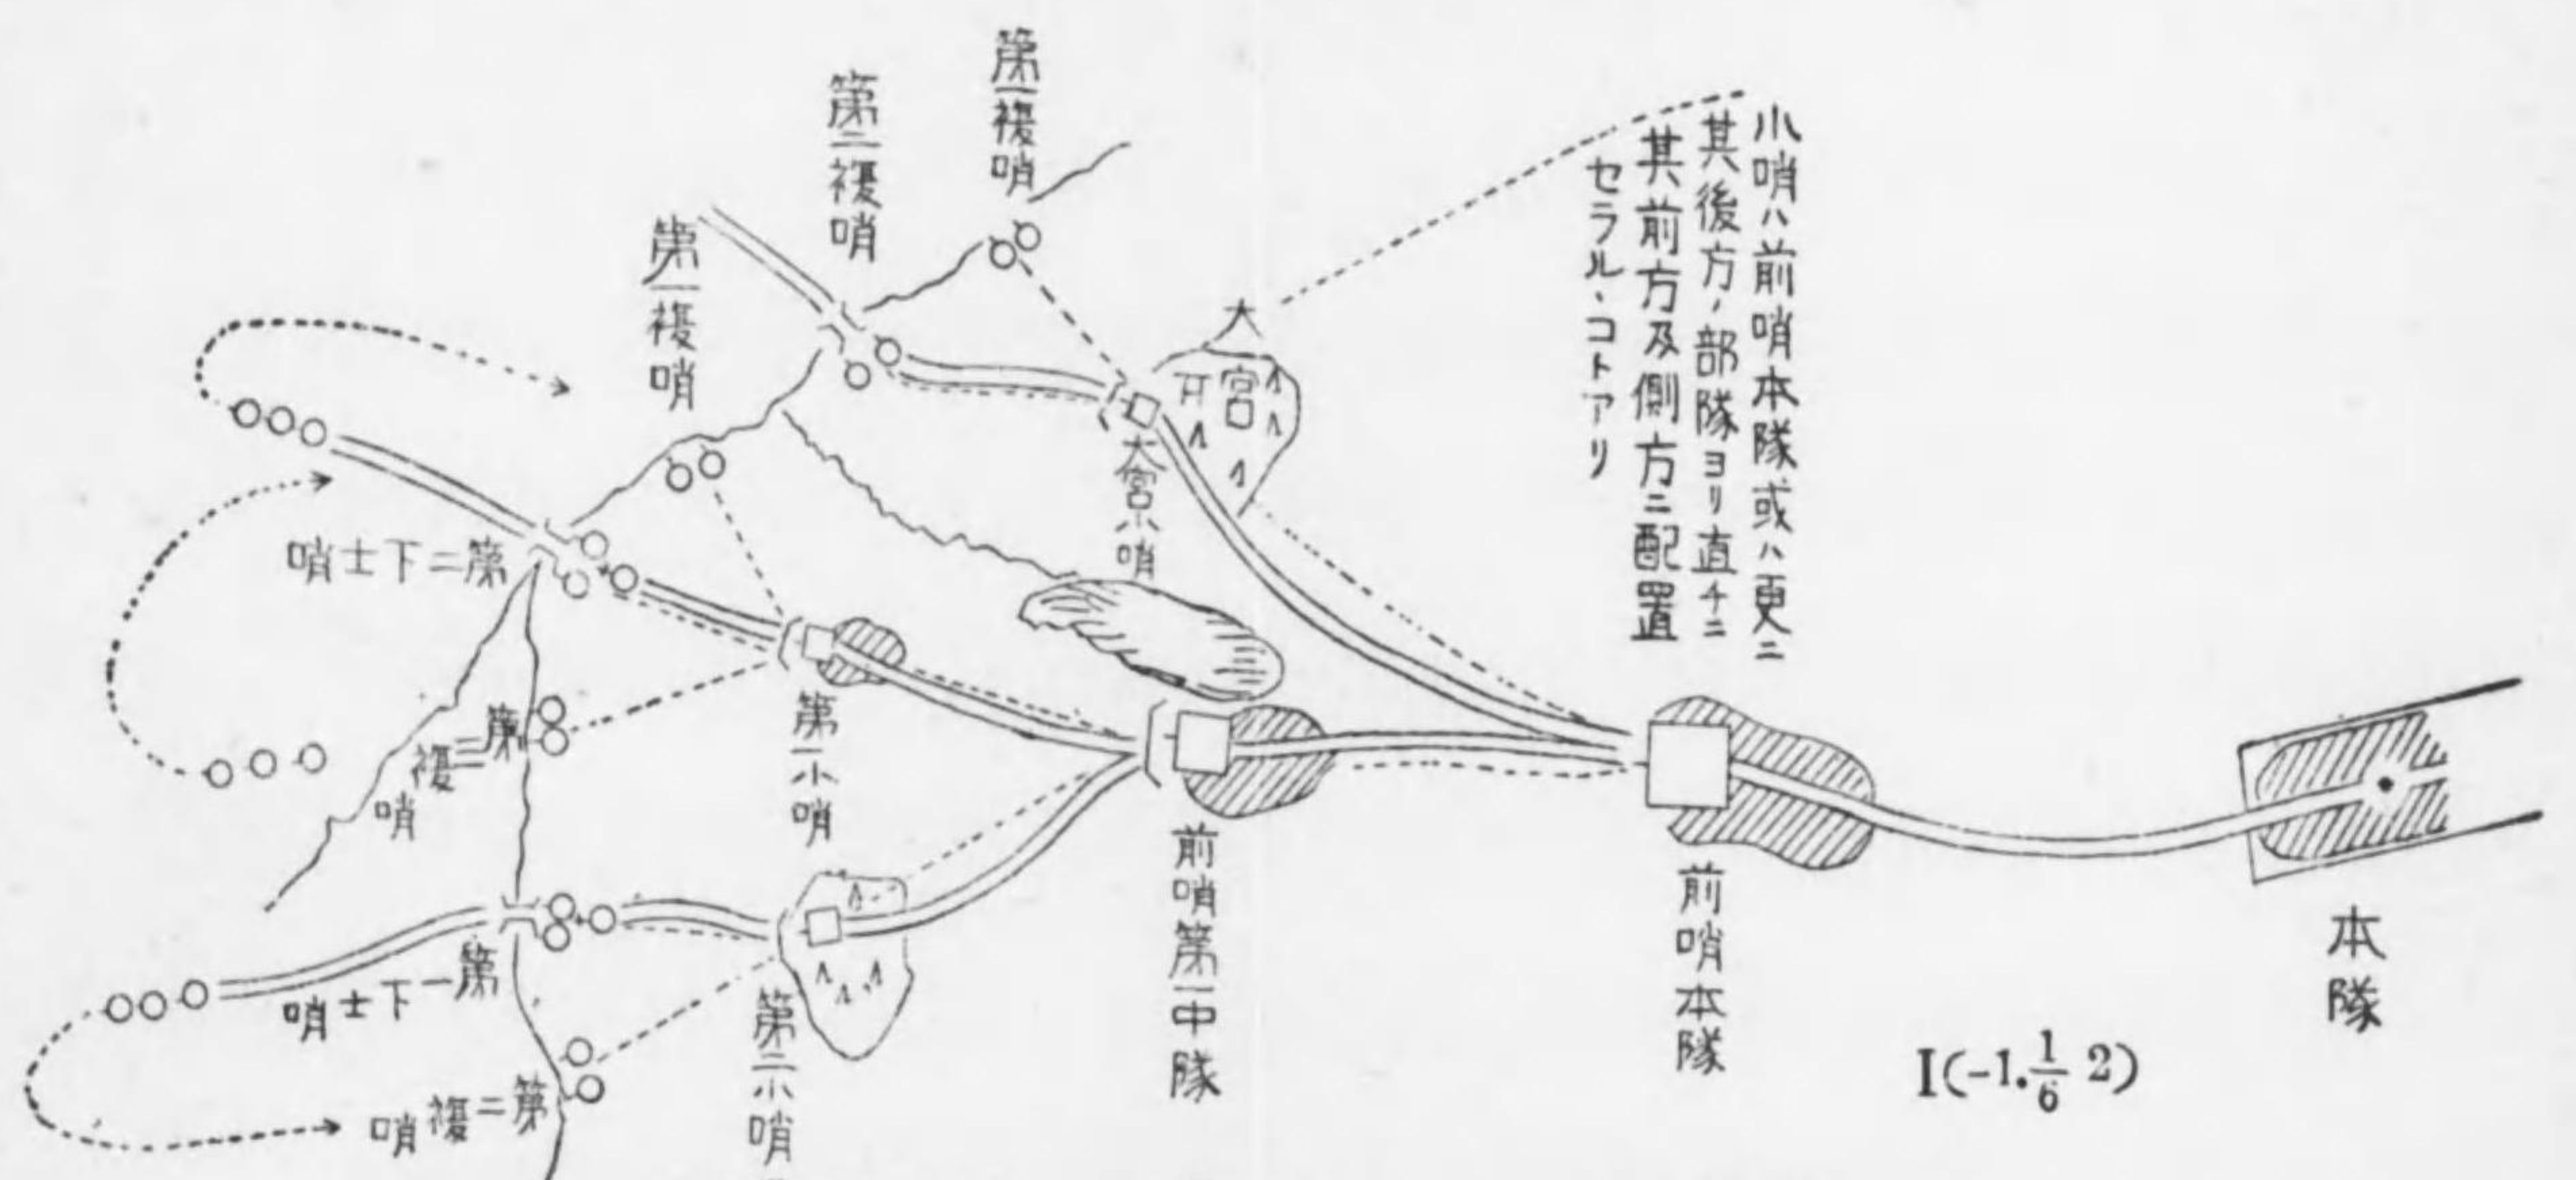 小哨ハ前哨本隊或ハ更ニ
其後方ノ部隊ヨリ直チニ
其前方及側方ニ配置
セラルヽコトアリ
第一複哨
第二複哨
第一複哨
大宮
大宮小哨
哨士下二第
第二複哨
第一小哨
哨士下一第
哨複二第
第二小哨
前哨第一中隊
前哨本隊
本隊
I(-1.1/6 2)